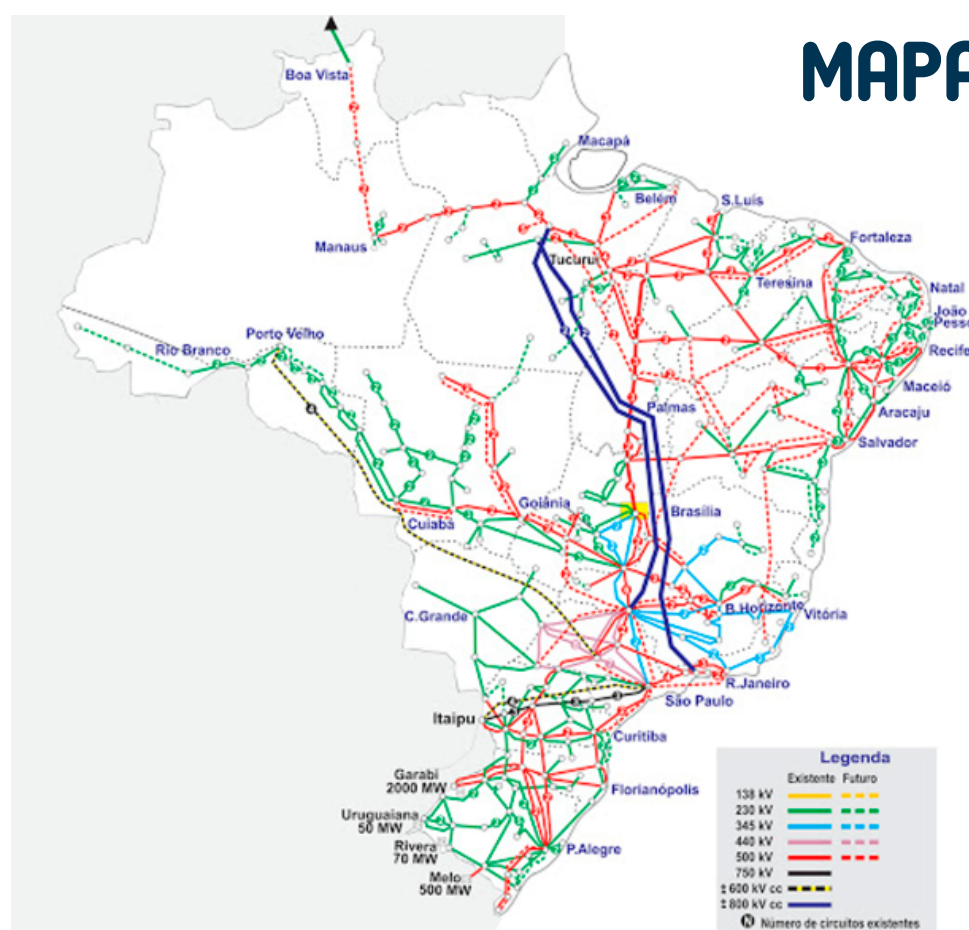 MAPA
Boa Vista
Macapá
Belém
S.Luis
Fortaleza
Manaus
Tucuruí
Teresina
Natal
João
Pesso
Porto Velho
Rio Branco
Recife
Maceió
Palmas
Aracaju
Salvador
Goiânia
Brasília
Cuiabá
B.Horizonte
Vitória
C.Grande
R.Janeiro
São Paulo
Itaipu
Curitiba
Garabi
2000 MW
Florianópolis
Uruguaiana
50 MW
Rivera
70 MW
P.Alegre
Melo
500 MW
Legenda
Existente Futuro
138 kV
230 kV
345 kV
440 kV
500 kV
750 kV
± 600 kV cc
± 800 kV cc
N Número de circuitos existentes